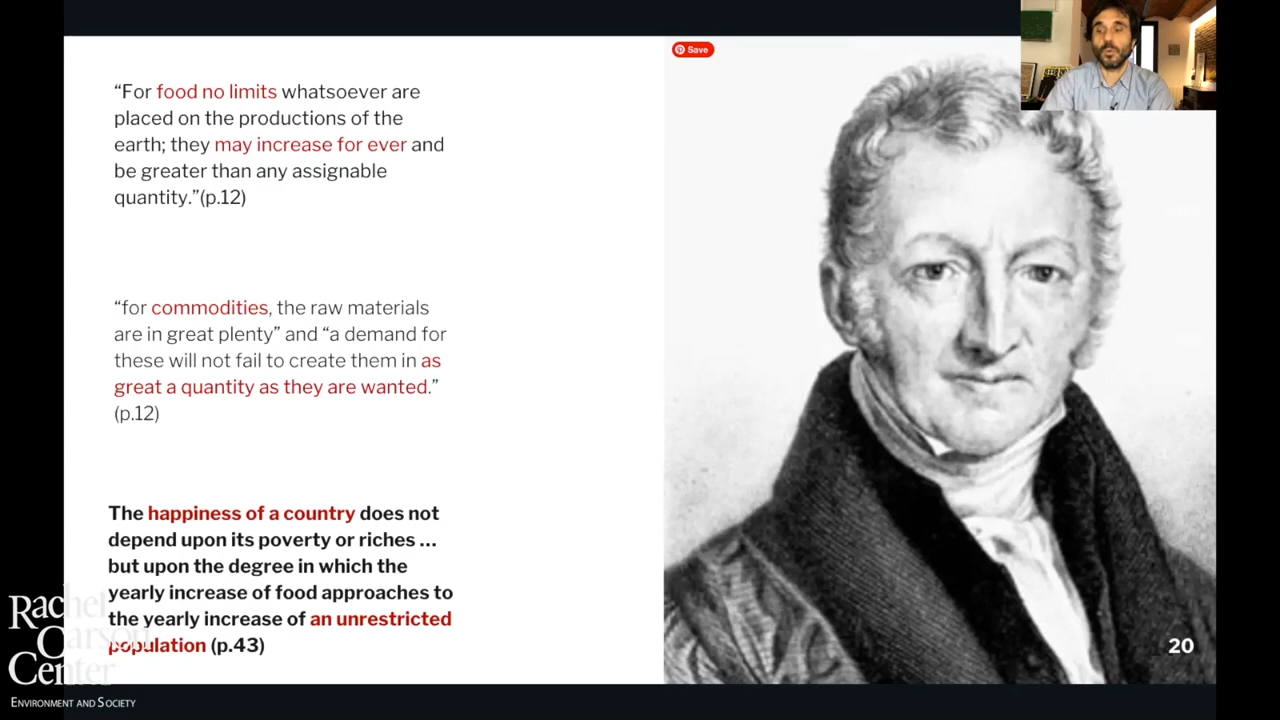 Save
“For food no limits whatsoever are
placed on the productions of the
earth; they may increase for ever and
be greater than any assignable
quantity.”(p.12)
“for commodities, the raw materials
are in great plenty” and “a demand for
these will not fail to create them in as
great a quantity as they are wanted.”
(p.12)
The happiness of a country does not
depend upon its poverty or riches ...
but upon the degree in which the
yearly increase of food approaches to
the yearly increase of an unrestricted
population (p.43)
Rachel
Carson
Center
ENVIRONMENT AND SOCIETY
20